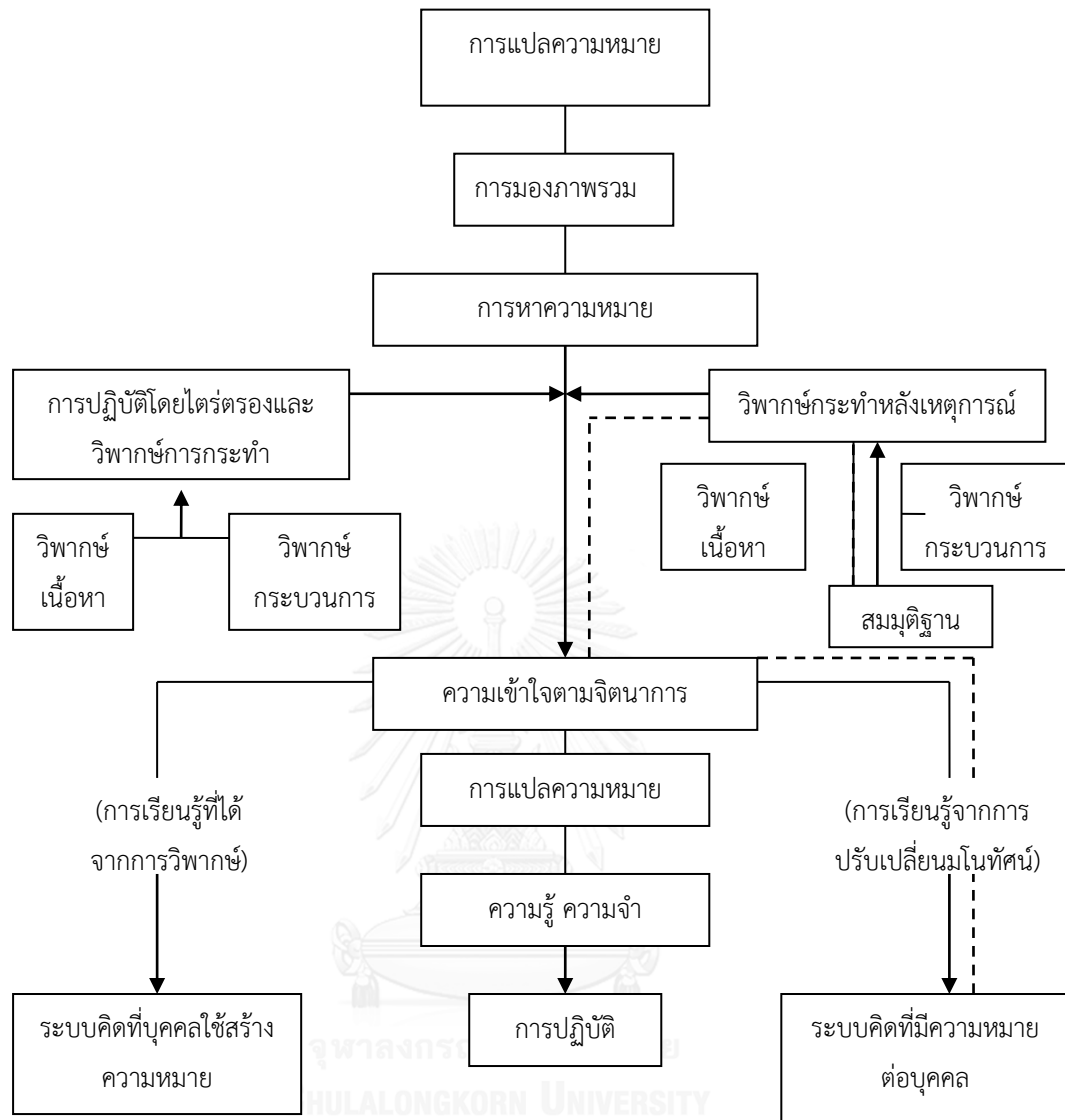 การแปลความหมาย
การมองภาพรวม
การหาความหมาย
การปฏิบัติโดยไตร่ตรองและ
วิพากษ์การกระทำ
วิพากษ์กระทำหลังเหตุการณ์
วิพากษ์
เนื้อหา
วิพากษ์
กระบวนการ
วิพากษ์
เนื้อหา
วิพากษ์
กระบวนการ
สมมุติฐาน
ความเข้าใจตามจิตนาการ
การแปลความหมาย
(การเรียนรู้ที่ได้
จากการวิพากษ์)
(การเรียนรู้จากการ
ปรับเปลี่ยนมโนทัศน์)
ความรู้ ความจำ
ระบบคิดที่บุคคลใช้สร้าง
ความหมาย
การปฏิบัติ
ระบบคิดที่มีความหมาย
ต่อบุคคล
HULALONGKORN UNIVERSITY